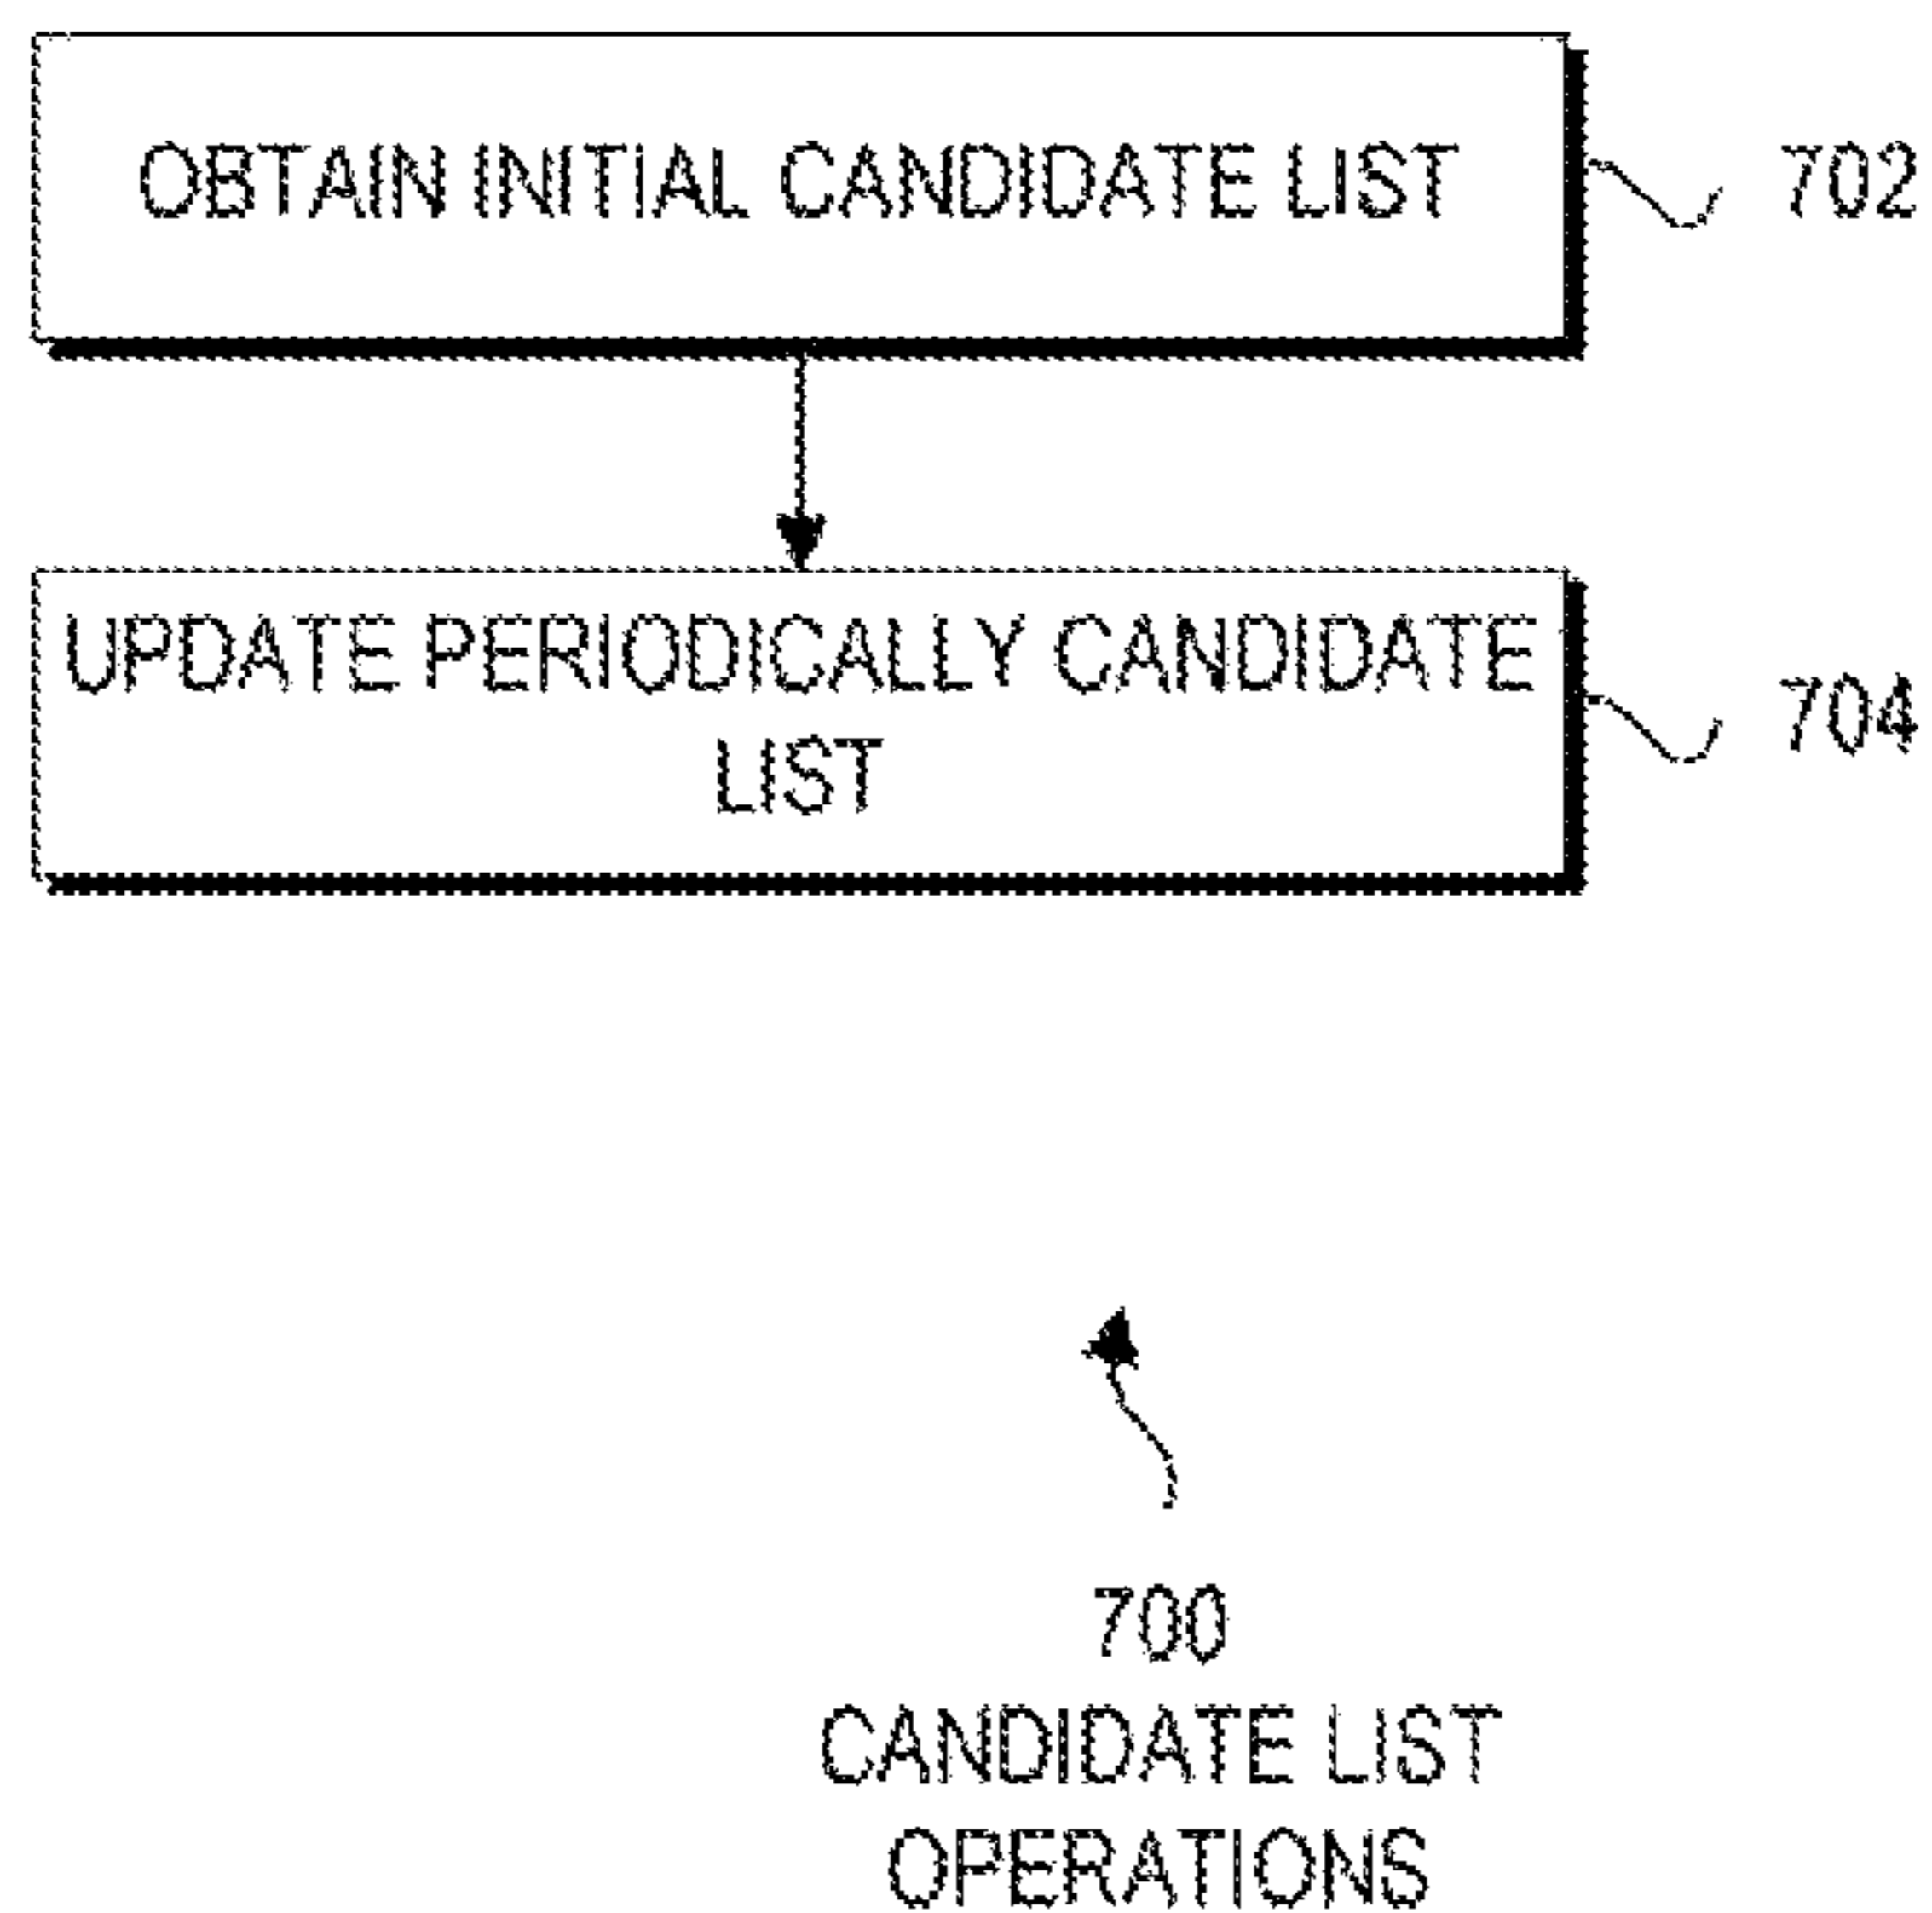 OBTAIN INITIAL CANDIDATE LIST
702
UPDATE PERIODICALLY CANDIDATE
LIST
704
700
CANDIDATE LIST
OPERATIONS